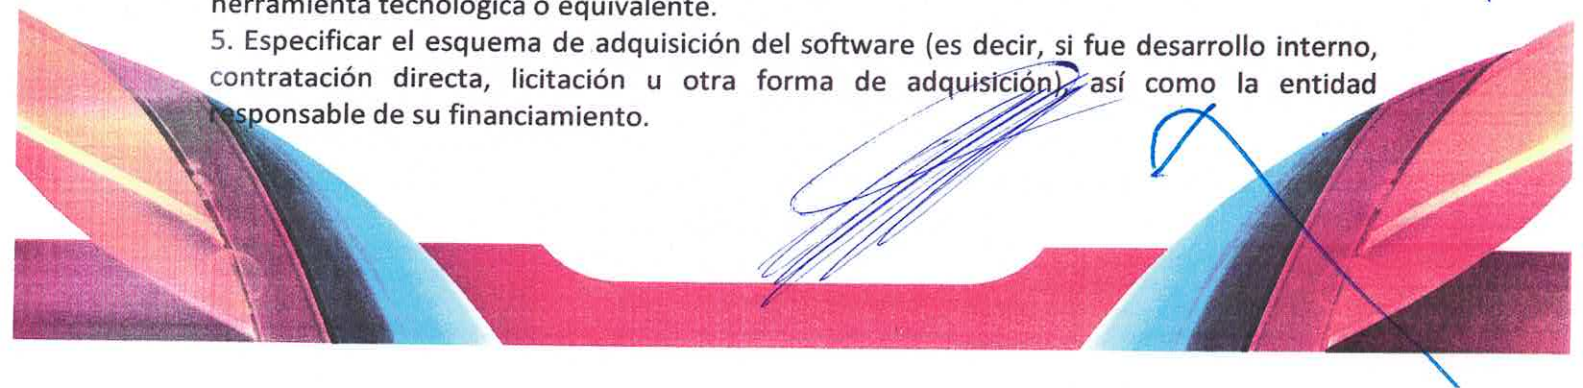 herramienta tecnológica o equivalente.
5. Especificar el esquema de adquisición del software (es decir, si fue desarrollo interno,
contratación directa, licitación u otra forma de adquisición), así como la entidad
responsable de su financiamiento.